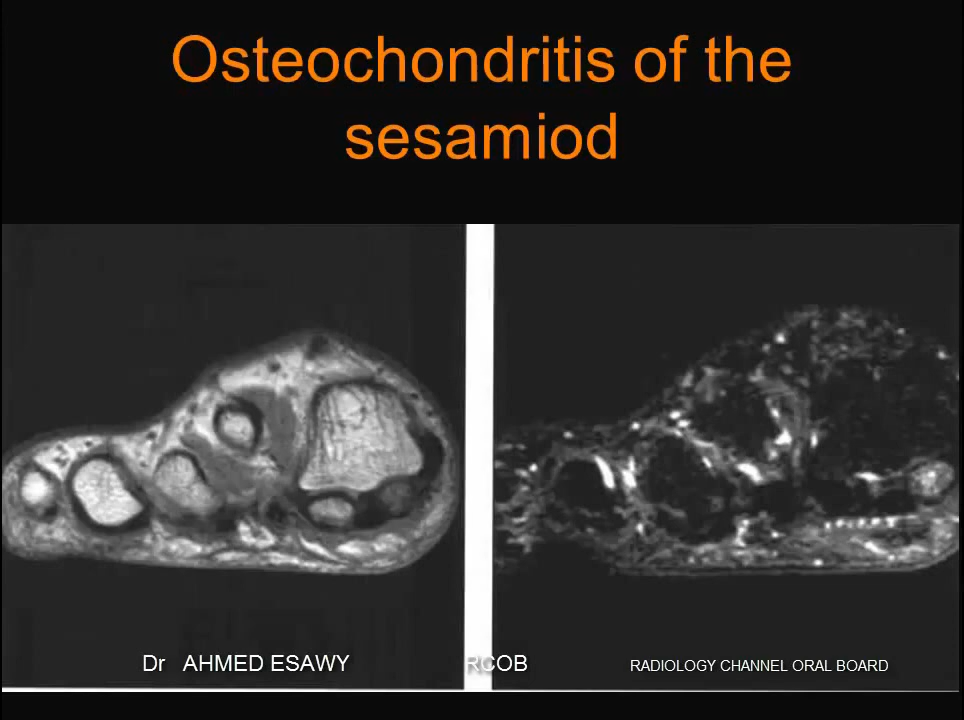 Osteochondritis of the
sesamiod
Dr AHMED ESAWY RCOB RADIOLOGY CHANNEL ORAL BOARD